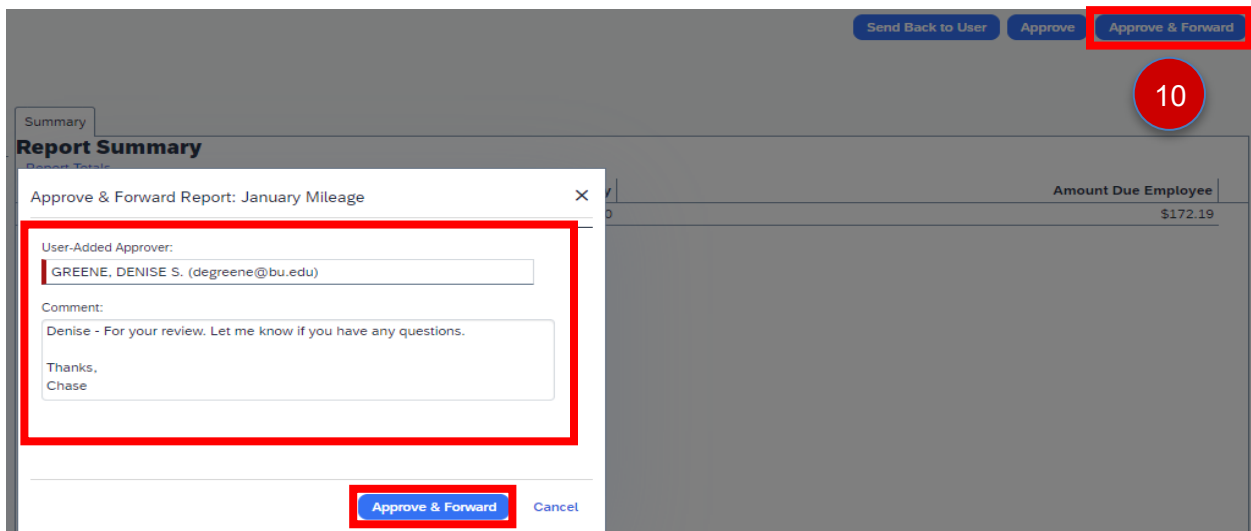 Send Back to User Approve Approve & Forward
10
Summary
Report Summary
Report Totals
Approve & Forward Report: January Mileage
Amount Due Employee
$172.19
User-Added Approver:
GREENE, DENISE S. (degreene@bu.edu)
Comment:
Denise - For your review. Let me know if you have any questions.
Thanks,
Chase
Approve & Forward Cancel